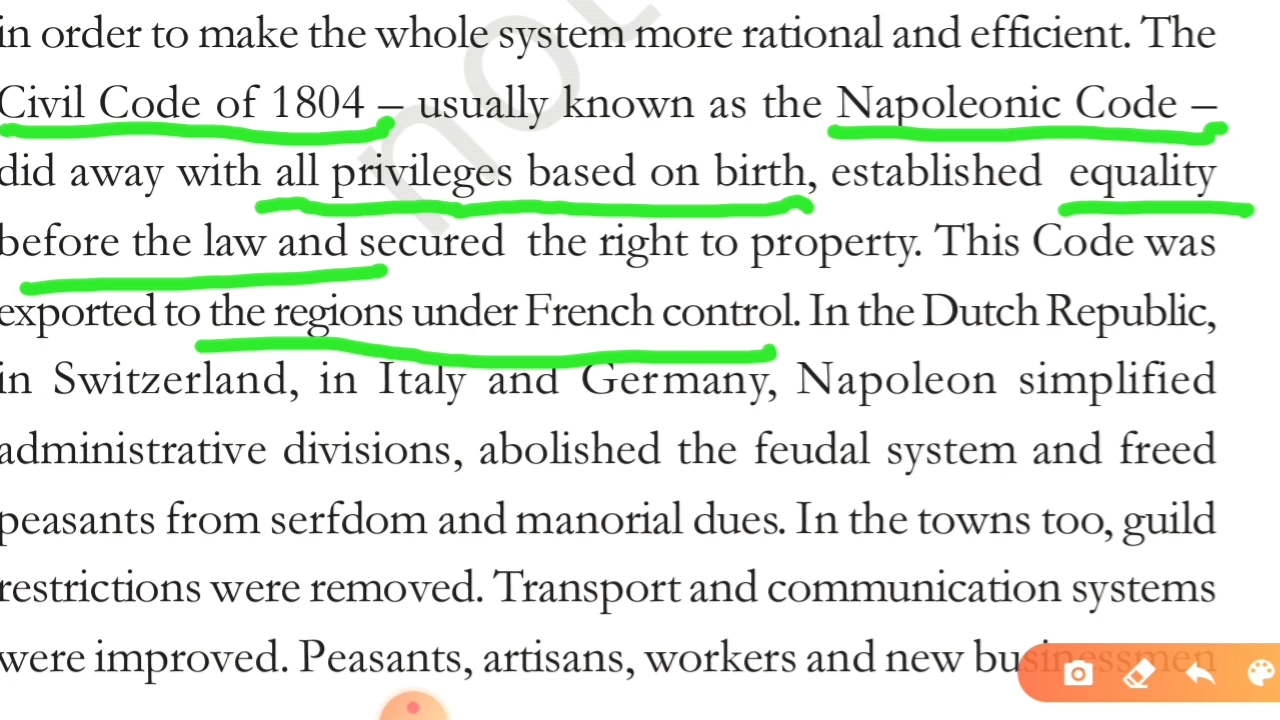 in order to make the whole system more rational and efficient. The
Civil Code of 1804 – usually known as the Napoleonic Code –
did away with all privileges based on birth, established equality
before the law and secured the right to property. This Code was
exported to the regions under French control. In the Dutch Republic,
in Switzerland, in Italy and Germany, Napoleon simplified
administrative divisions, abolished the feudal system and freed
peasants from serfdom and manorial dues. In the towns too, guild
restrictions were removed. Transport and communication systems
were improved. Peasants, artisans, workers and new businessmen
not